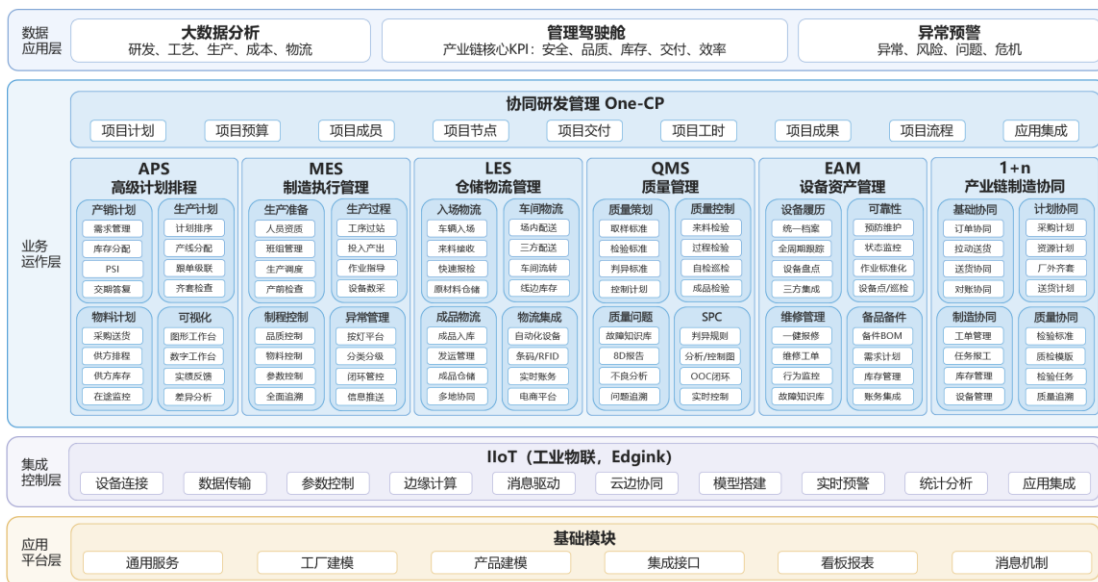 数据
应用层
大数据分析
研发、工艺、生产、成本、物流
管理驾驶舱
产业链核心KPI：安全、品质、库存、交付、效率
异常预警
异常、风险、问题、危机
业务
运作层
协同研发管理 One-CP
项目计划
项目预算
项目成员
项目节点
项目交付
项目工时
项目成果
项目流程
应用集成
APS
高级计划排程
产销计划
需求管理
库存分配
PSI
交期答复
生产计划
计划排序
产线分配
跟单级联
齐套检查
物料计划
采购送货
供方排程
供方库存
在途监控
可视化
图形工作台
数字工作台
实绩反馈
差异分析
MES
制造执行管理
生产准备
人员资质
班组管理
生产调度
产前检查
生产过程
工序过站
投入产出
作业指导
设备数采
制程控制
品质控制
物料控制
参数控制
全面追溯
异常管理
按灯平台
分类分级
闭环管控
信息推送
LES
仓储物流管理
入场物流
车辆入场
来料接收
快速报检
原材料仓储
车间物流
场内配送
三方配送
车间流转
线边库存
成品物流
成品入库
发运管理
成品仓储
多地协同
物流集成
自动化设备
条码/RFID
实时账务
电商平台
QMS
质量管理
质量策划
取样标准
检验标准
判异标准
控制计划
质量控制
来料检验
过程检验
自检巡检
成品检验
质量问题
故障知识库
8D报告
不良分析
问题追溯
SPC
判异规则
分析/控制图
OOC闭环
实时控制
EAM
设备资产管理
设备履历
统一档案
全周期跟踪
设备盘点
三方集成
可靠性
预防维护
状态监控
作业标准化
设备点/巡检
维修管理
一健报修
维修工单
行为监控
故障知识库
备品备件
备件BOM
需求计划
库存管理
账务集成
1+n
产业链制造协同
基础协同
订单协同
拉动送货
送货协同
对账协同
计划协同
采购计划
资源计划
厂外齐套
送货计划
制造协同
工单管理
任务报工
库存管理
设备管理
质量协同
检验标准
质检模版
检验任务
质量追溯
集成
控制层
IIoT（工业物联，Edgink）
设备连接
数据传输
参数控制
边缘计算
消息驱动
云边协同
模型搭建
实时预警
统计分析
应用集成
应用
平台层
基础模块
通用服务
工厂建模
产品建模
集成接口
看板报表
消息机制